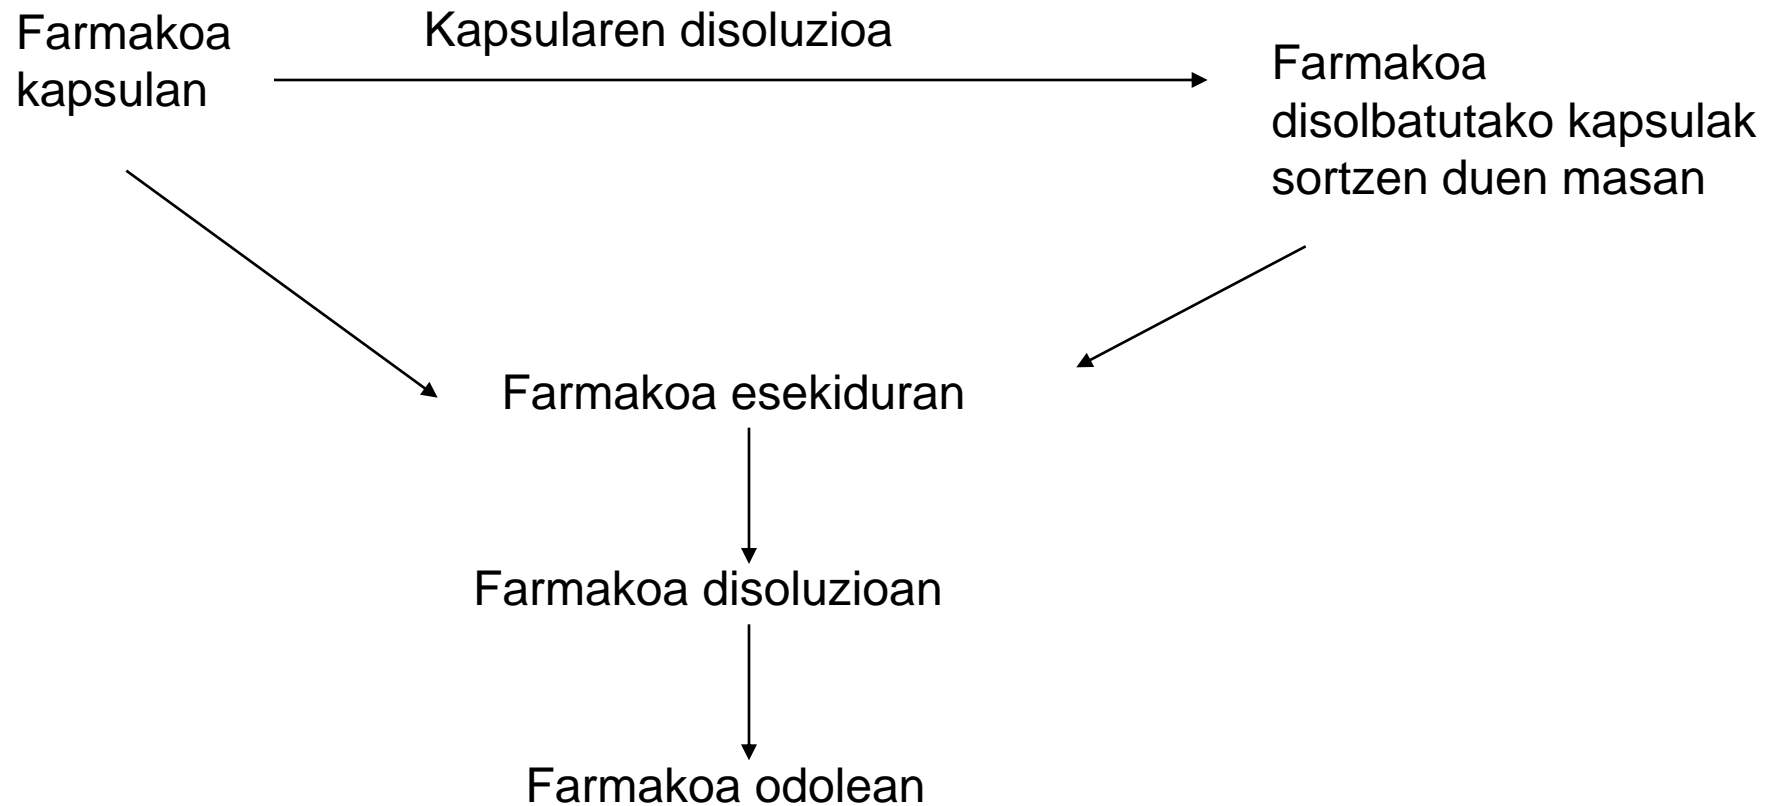 Farmakoa
kapsulan
Kapsularen disoluzioa
Farmakoa
disolbatutako kapsulak
sortzen duen masan
Farmakoa esekiduran
Farmakoa disoluzioan
Farmakoa odolean